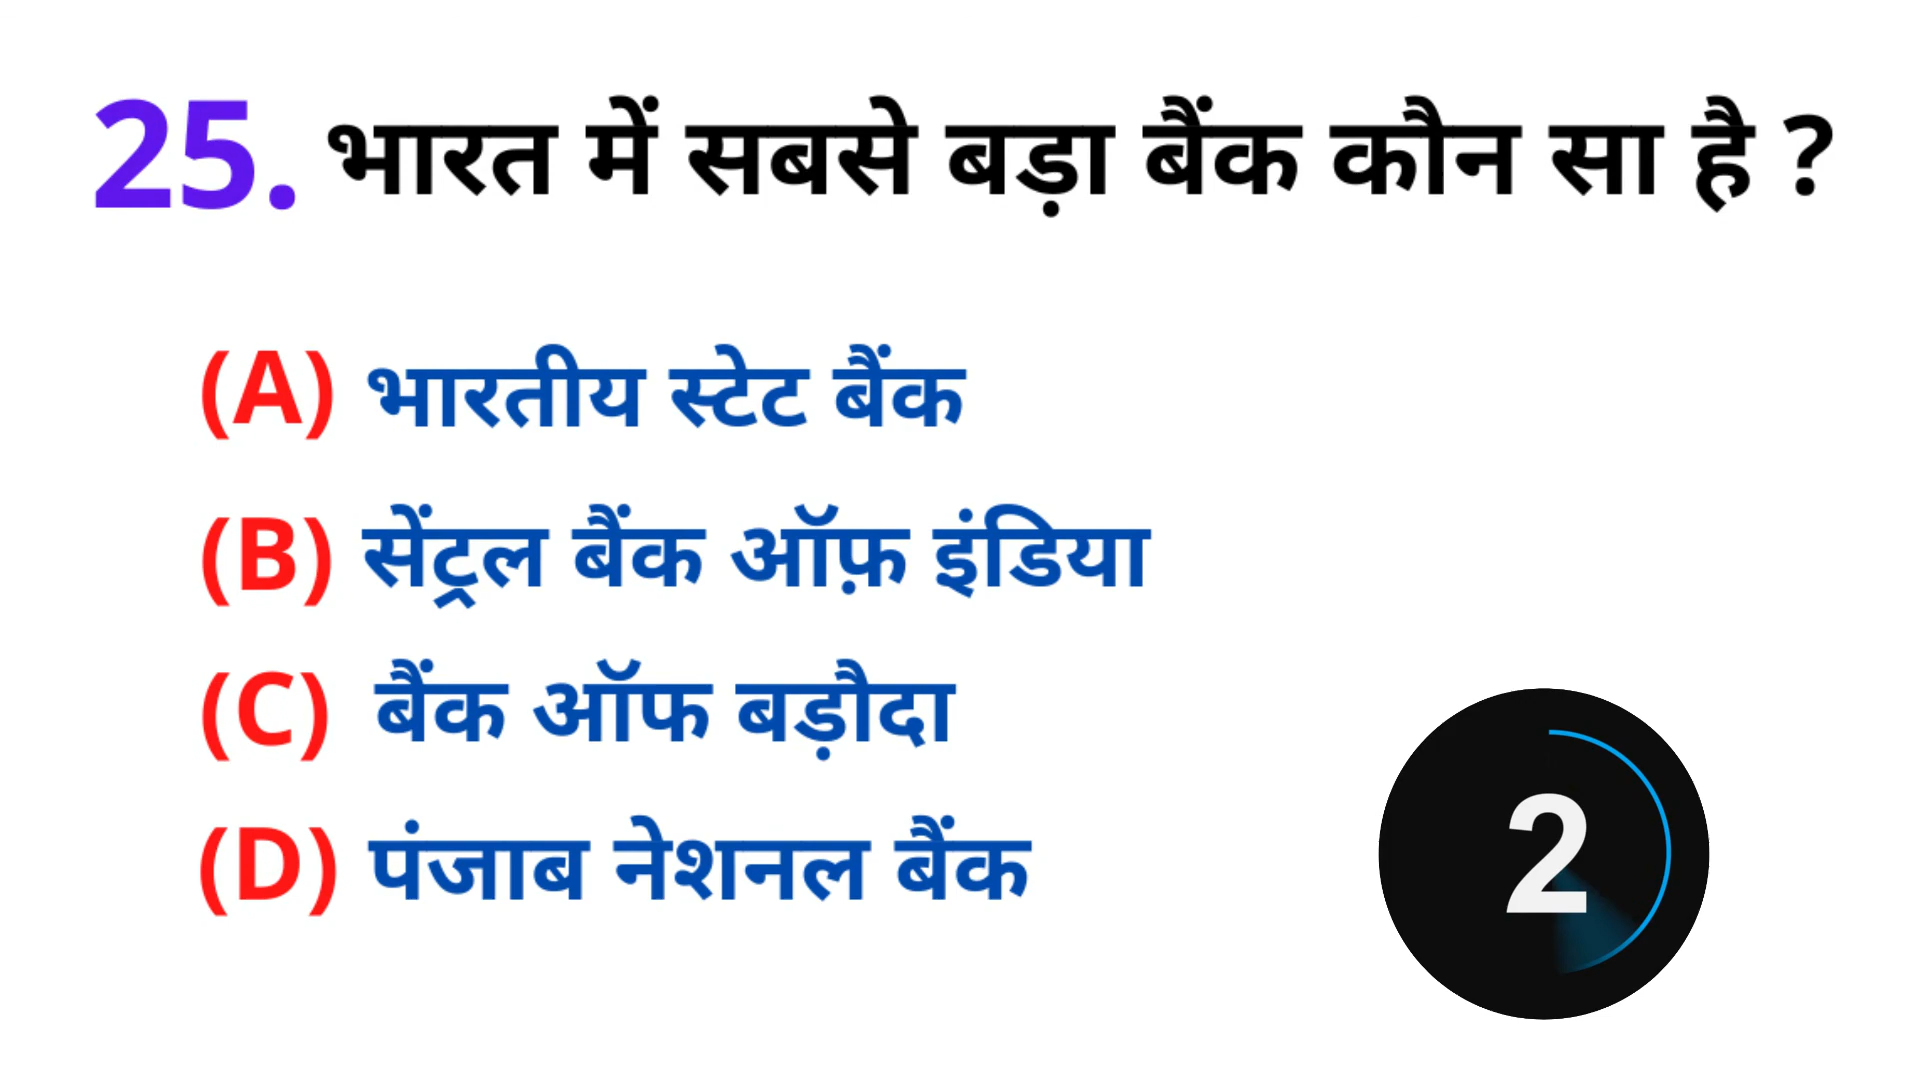 25. भारत में सबसे बड़ा बैंक कौन सा है ?
(A) भारतीय स्टेट बैंक
(B) सेंट्रल बैंक ऑफ़ इंडिया
(C) बैंक ऑफ बड़ौदा
(D) पंजाब नेशनल बैंक
2